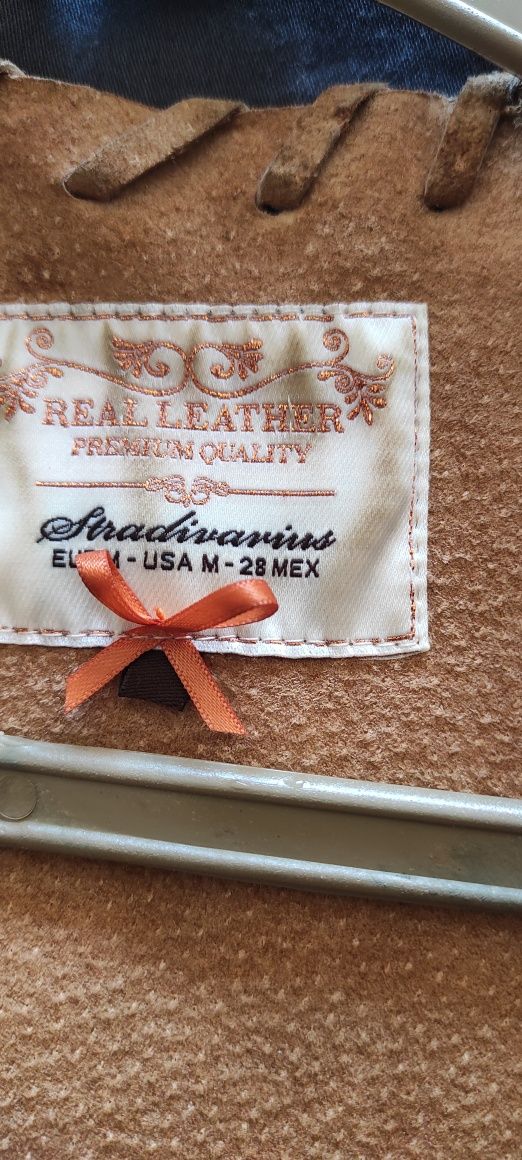 REAL LEATHER
PREMIUM QUALITY
Stradivarius
M - USA M - 28 MEX